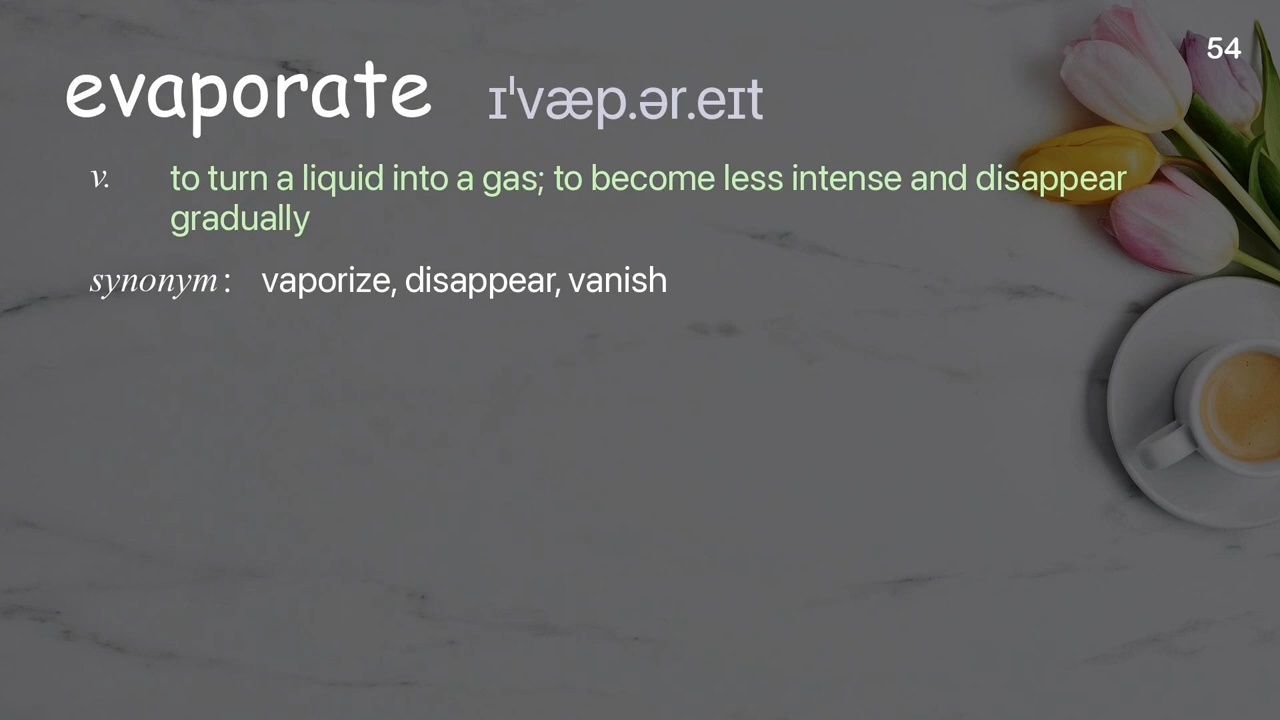 54
evaporate ɪˈvæp.ər.eɪt
v. to turn a liquid into a gas; to become less intense and disappear
gradually
synonym: vaporize, disappear, vanish